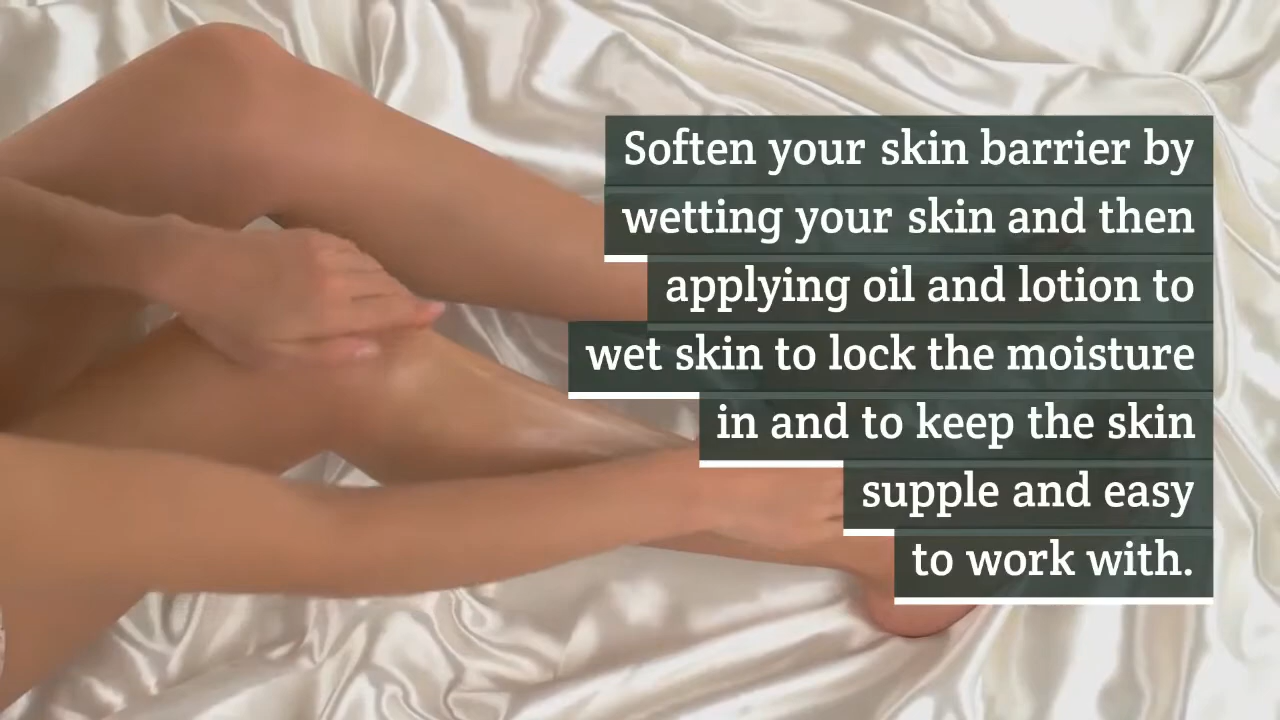 Soften your skin barrier by
wetting your skin and then
applying oil and lotion to
wet skin to lock the moisture
in and to keep the skin
supple and easy
to work with.